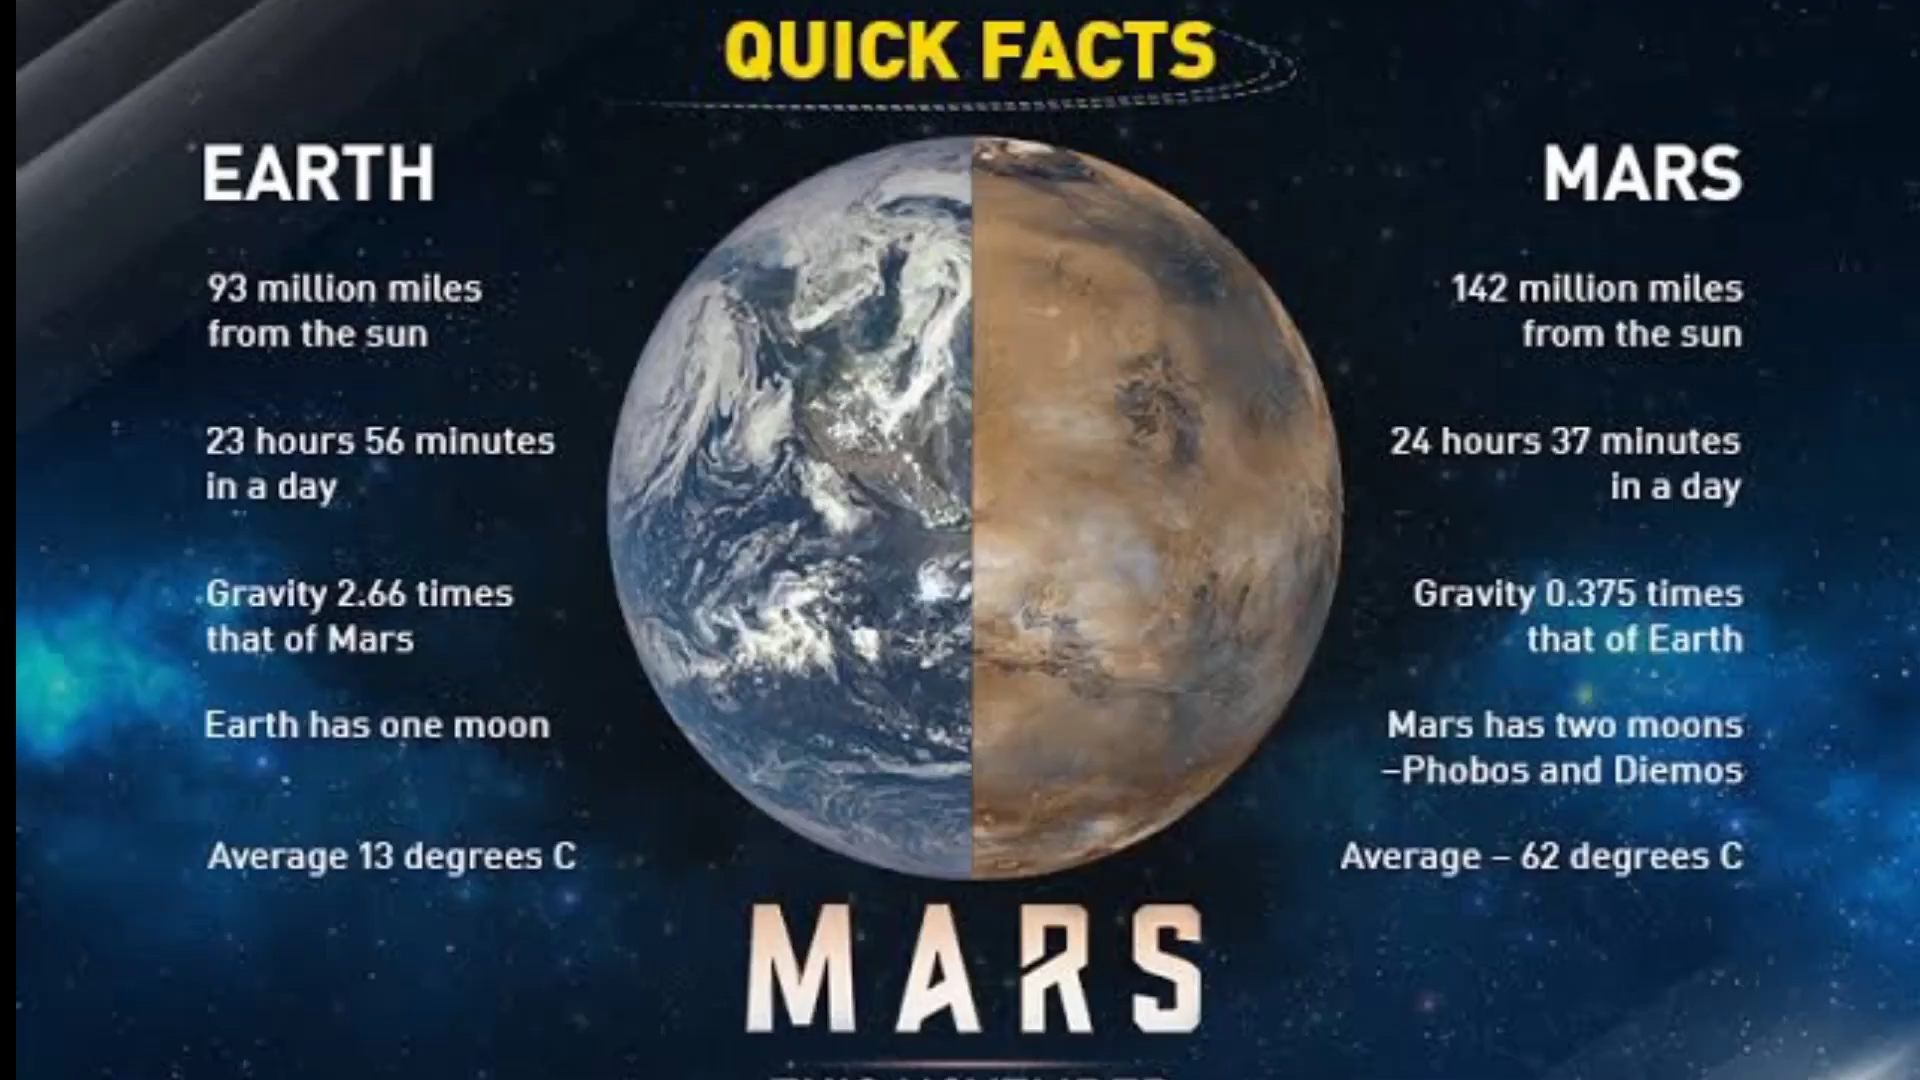 QUICK FACTS
EARTH
93 million miles
from the sun
23 hours 56 minutes
in a day
Gravity 2.66 times
that of Mars
Earth has one moon
Average 13 degrees C
MARS
142 million miles
from the sun
24 hours 37 minutes
in a day
Gravity 0.375 times
that of Earth
Mars has two moons
–Phobos and Diemos
Average – 62 degrees C
MARS